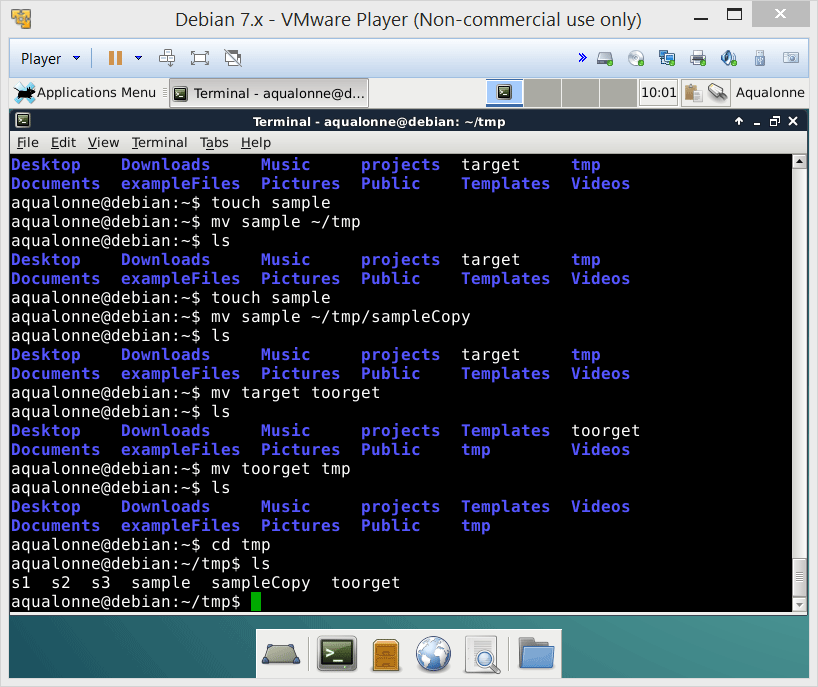 Debian 7.x - VMware Player (Non-commercial use only)
Player
Applications Menu Terminal - aqualonne@d... 10:01 Aqualonne
Terminal - aqualonne@debian: ~/tmp
File Edit View Terminal Tabs Help
Desktop Downloads Music projects target tmp
Documents exampleFiles Pictures Public Templates Videos
aqualonne@debian:~$ touch sample
aqualonne@debian:~$ mv sample ~/tmp
aqualonne@debian:~$ ls
Desktop Downloads Music projects target tmp
Documents exampleFiles Pictures Public Templates Videos
aqualonne@debian:~$ touch sample
aqualonne@debian:~$ mv sample ~/tmp/sampleCopy
aqualonne@debian:~$ ls
Desktop Downloads Music projects target tmp
Documents exampleFiles Pictures Public Templates Videos
aqualonne@debian:~$ mv target toorget
aqualonne@debian:~$ ls
Desktop Downloads Music projects Templates toorget
Documents exampleFiles Pictures Public tmp Videos
aqualonne@debian:~$ mv toorget tmp
aqualonne@debian:~$ ls
Desktop Downloads Music projects Templates Videos
Documents exampleFiles Pictures Public tmp
aqualonne@debian:~$ cd tmp
aqualonne@debian:~/tmp$ ls
s1 s2 s3 sample sampleCopy toorget
aqualonne@debian:~/tmp$